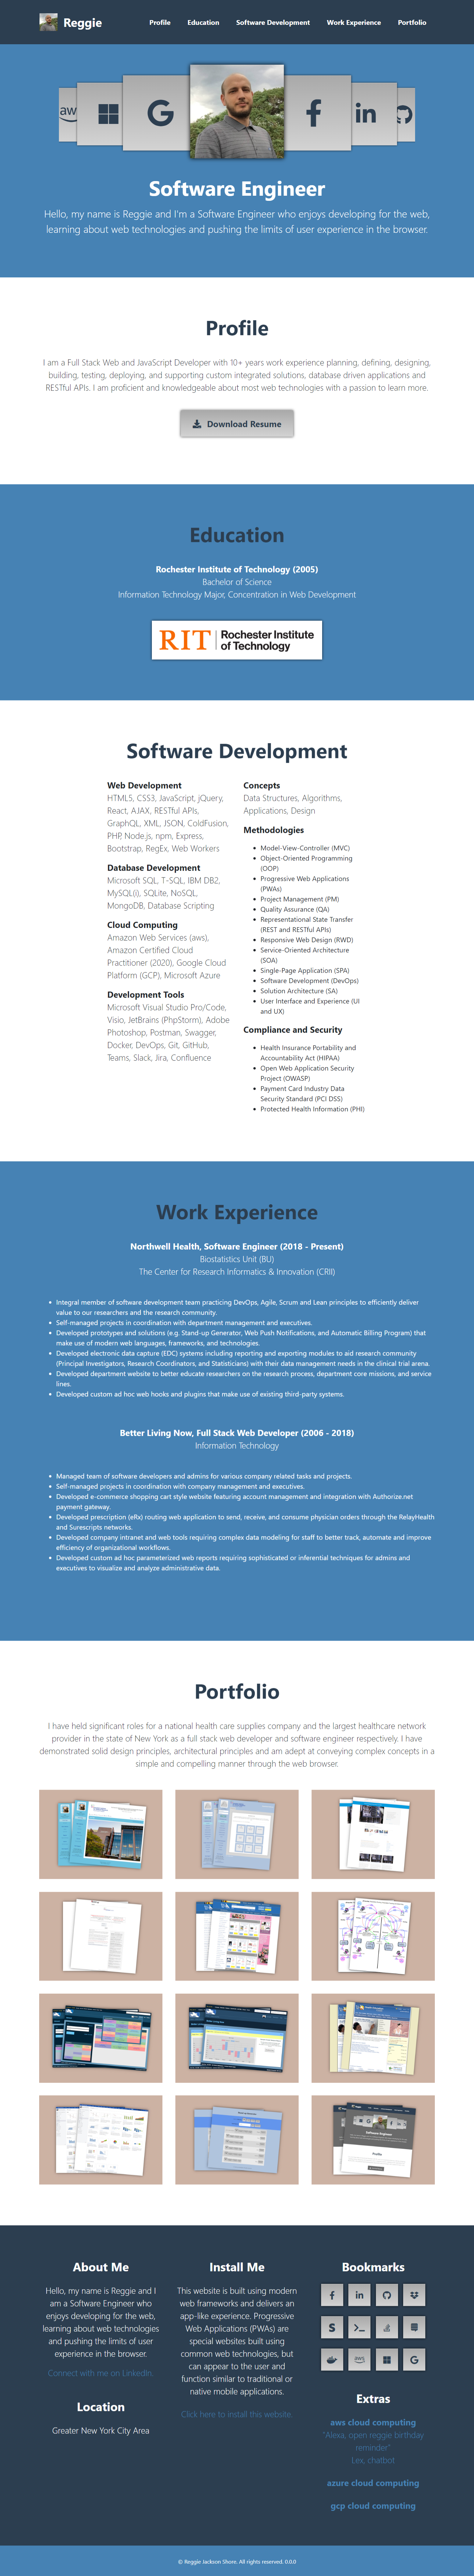 Reggie
Profile
Education
Software Development
Work Experience
Portfolio
aws
Software Engineer
Hello, my name is Reggie and I'm a Software Engineer who enjoys developing for the web,
learning about web technologies and pushing the limits of user experience in the browser.
Profile
I am a Full Stack Web and JavaScript Developer with 10+ years work experience planning, defining, designing,
building, testing, deploying, and supporting custom integrated solutions, database driven applications and
RESTful APIs. I am proficient and knowledgeable about most web technologies with a passion to learn more.
Download Resume
Education
Rochester Institute of Technology (2005)
Bachelor of Science
Information Technology Major, Concentration in Web Development
RIT
Rochester Institute
of Technology
Software Development
Web Development
HTML5, CSS3, JavaScript, jQuery,
React, AJAX, RESTful APIs,
GraphQL, XML, JSON, ColdFusion,
PHP, Node.js, npm, Express,
Bootstrap, RegEx, Web Workers
Database Development
Microsoft SQL, T-SQL, IBM DB2,
MySQL(i), SQLite, NoSQL,
MongoDB, Database Scripting
Cloud Computing
Amazon Web Services (aws),
Amazon Certified Cloud
Practitioner (2020), Google Cloud
Platform (GCP), Microsoft Azure
Development Tools
Microsoft Visual Studio Pro/Code,
Visio, JetBrains (PhpStorm), Adobe
Photoshop, Postman, Swagger,
Docker, DevOps, Git, GitHub,
Teams, Slack, Jira, Confluence
Concepts
Data Structures, Algorithms,
Applications, Design
Methodologies
Model-View-Controller (MVC)
Object-Oriented Programming
(OOP)
Progressive Web Applications
(PWAs)
Project Management (PM)
Quality Assurance (QA)
Representational State Transfer
(REST and RESTful APIs)
Responsive Web Design (RWD)
Service-Oriented Architecture
(SOA)
Single-Page Application (SPA)
Software Development (DevOps)
Solution Architecture (SA)
User Interface and Experience (UI
and UX)
Compliance and Security
Health Insurance Portability and
Accountability Act (HIPAA)
Open Web Application Security
Project (OWASP)
Payment Card Industry Data
Security Standard (PCI DSS)
Protected Health Information (PHI)
Work Experience
Northwell Health, Software Engineer (2018 - Present)
Biostatistics Unit (BU)
The Center for Research Informatics & Innovation (CRII)
Integral member of software development team practicing DevOps, Agile, Scrum and Lean principles to efficiently deliver
value to our researchers and the research community.
Self-managed projects in coordination with department management and executives.
Developed prototypes and solutions (e.g. Stand-up Generator, Web Push Notifications, and Automatic Billing Program) that
make use of modern web languages, frameworks, and technologies.
Developed electronic data capture (EDC) systems including reporting and exporting modules to aid research community
(Principal Investigators, Research Coordinators, and Statisticians) with their data management needs in the clinical trial arena.
Developed department website to better educate researchers on the research process, department core missions, and service
lines.
Developed custom ad hoc web hooks and plugins that make use of existing third-party systems.
Better Living Now, Full Stack Web Developer (2006 - 2018)
Information Technology
Managed team of software developers and admins for various company related tasks and projects.
Self-managed projects in coordination with company management and executives.
Developed e-commerce shopping cart style website featuring account management and integration with Authorize.net
payment gateway.
Developed prescription (eRx) routing web application to send, receive, and consume physician orders through the RelayHealth
and Surescripts networks.
Developed company intranet and web tools requiring complex data modeling for staff to better track, automate and improve
efficiency of organizational workflows.
Developed custom ad hoc parameterized web reports requiring sophisticated or inferential techniques for admins and
executives to visualize and analyze administrative data.
Portfolio
I have held significant roles for a national health care supplies company and the largest healthcare network
provider in the state of New York as a full stack web developer and software engineer respectively. I have
demonstrated solid design principles, architectural principles and am adept at conveying complex concepts in a
simple and compelling manner through the web browser.
About Me
Hello, my name is Reggie and I
am a Software Engineer who
enjoys developing for the web,
learning about web technologies
and pushing the limits of user
experience in the browser.
Connect with me on LinkedIn.
Location
Greater New York City Area
Install Me
This website is built using modern
web frameworks and delivers an
app-like experience. Progressive
Web Applications (PWAs) are
special websites built using
common web technologies, but
can appear to the user and
function similar to traditional or
native mobile applications.
Click here to install this website.
Bookmarks
aws
Extras
aws cloud computing
"Alexa, open reggie birthday
reminder"
Lex, chatbot
azure cloud computing
gcp cloud computing
© Reggie Jackson Shore. All rights reserved. 0.0.0